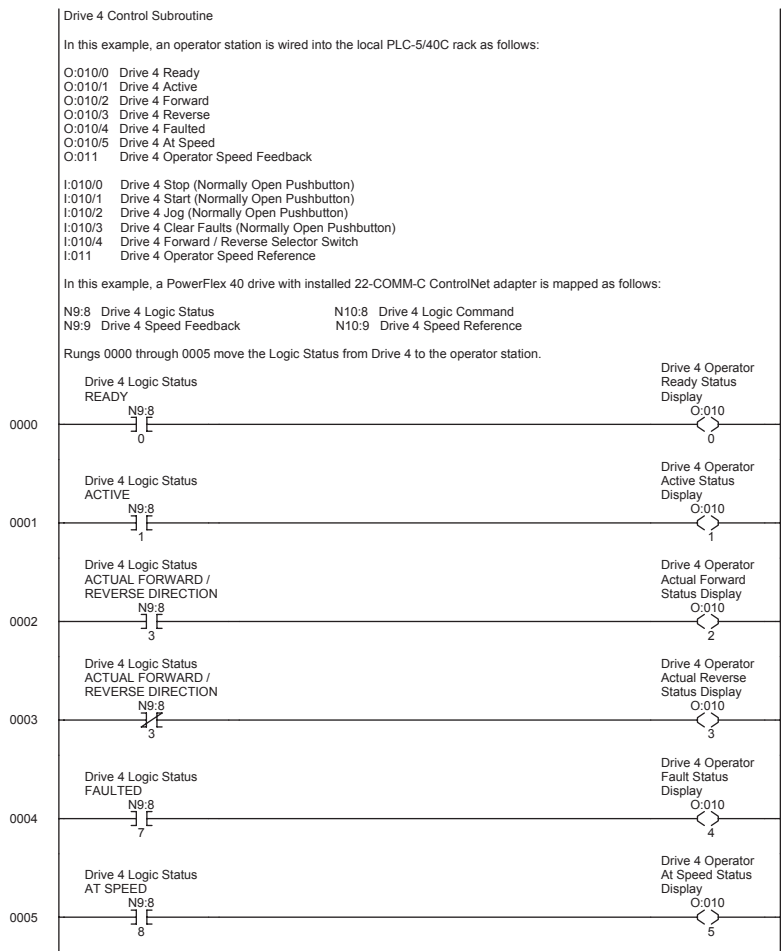 Drive 4 Control Subroutine
In this example, an operator station is wired into the local PLC-5/40C rack as follows:
O:010/0 Drive 4 Ready
O:010/1 Drive 4 Active
O:010/2 Drive 4 Forward
O:010/3 Drive 4 Reverse
O:010/4 Drive 4 Faulted
O:010/5 Drive 4 At Speed
O:011 Drive 4 Operator Speed Feedback
I:010/0 Drive 4 Stop (Normally Open Pushbutton)
I:010/1 Drive 4 Start (Normally Open Pushbutton)
I:010/2 Drive 4 Jog (Normally Open Pushbutton)
I:010/3 Drive 4 Clear Faults (Normally Open Pushbutton)
I:010/4 Drive 4 Forward / Reverse Selector Switch
I:011 Drive 4 Operator Speed Reference
In this example, a PowerFlex 40 drive with installed 22-COMM-C ControlNet adapter is mapped as follows:
N9:8 Drive 4 Logic Status N10:8 Drive 4 Logic Command
N9:9 Drive 4 Speed Feedback N10:9 Drive 4 Speed Reference
Rungs 0000 through 0005 move the Logic Status from Drive 4 to the operator station.
0000
Drive 4 Logic Status
READY
N9:8
0
Drive 4 Operator
Ready Status
Display
O:010
0
0001
Drive 4 Logic Status
ACTIVE
N9:8
1
Drive 4 Operator
Active Status
Display
O:010
1
0002
Drive 4 Logic Status
ACTUAL FORWARD /
REVERSE DIRECTION
N9:8
3
Drive 4 Operator
Actual Forward
Status Display
O:010
2
0003
Drive 4 Logic Status
ACTUAL FORWARD /
REVERSE DIRECTION
N9:8
3
Drive 4 Operator
Actual Reverse
Status Display
O:010
3
0004
Drive 4 Logic Status
FAULTED
N9:8
7
Drive 4 Operator
Fault Status
Display
O:010
4
0005
Drive 4 Logic Status
AT SPEED
N9:8
8
Drive 4 Operator
At Speed Status
Display
O:010
5